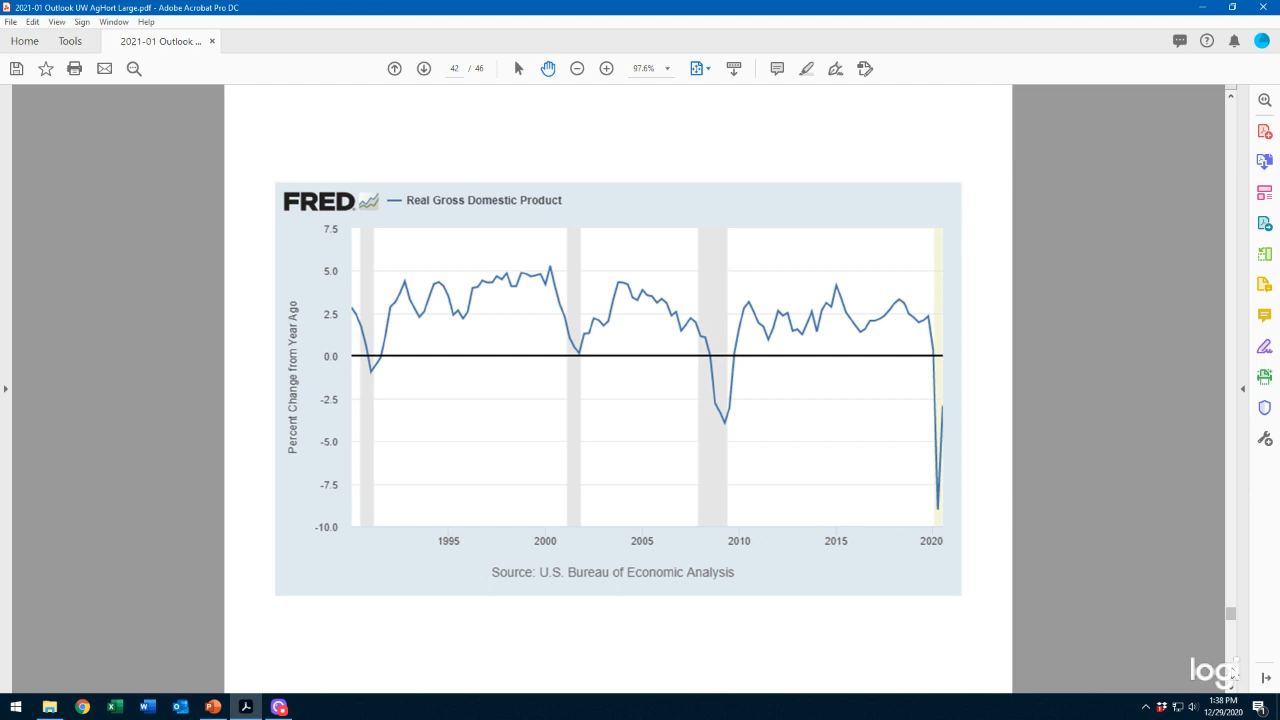 2021-01 Outlook UW AgHort Large.pdf - Adobe Acrobat Pro DC
File Edit View Sign Window Help
Home Tools 2021-01 Outlook ... ×
42 / 46 97.6%
FRED Real Gross Domestic Product
7.5
5.0
2.5
0.0
-2.5
-5.0
-7.5
-10.0
Percent Change from Year Ago
1995 2000 2005 2010 2015 2020
Source: U.S. Bureau of Economic Analysis
logi
1:38 PM
12/29/2020
1